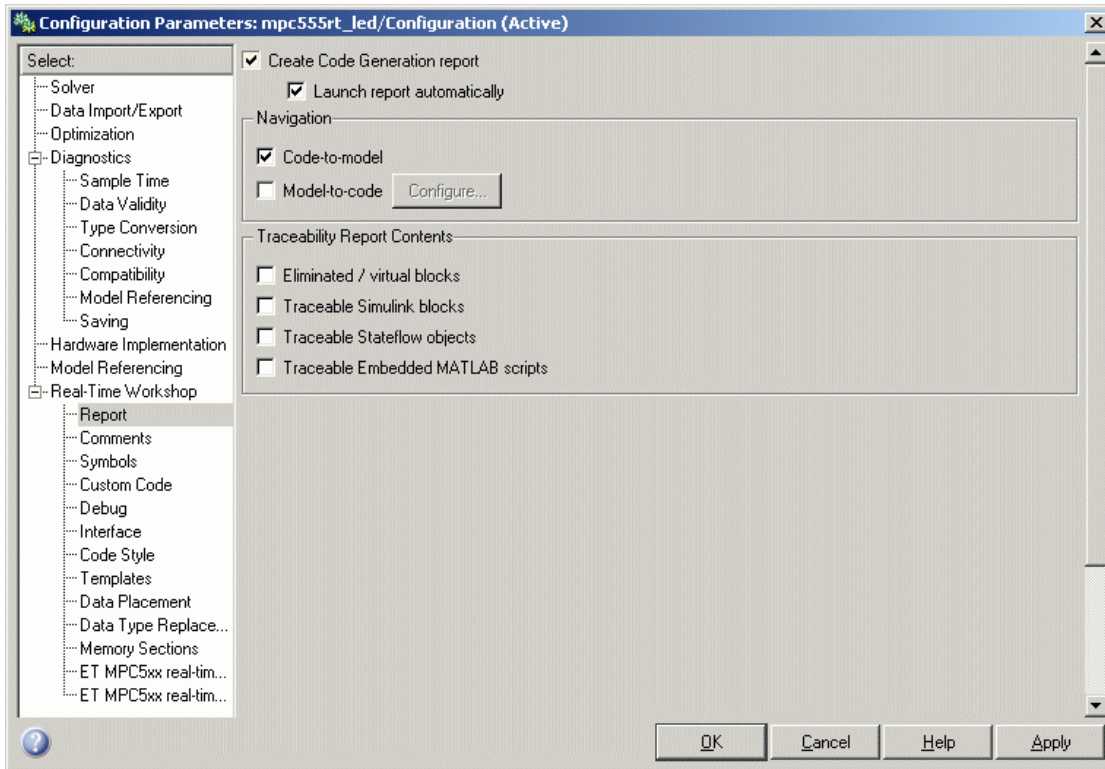 Configuration Parameters: mpc555rt_led/Configuration (Active)
Select:
Solver
Data Import/Export
Optimization
Diagnostics
Sample Time
Data Validity
Type Conversion
Connectivity
Compatibility
Model Referencing
Saving
Hardware Implementation
Model Referencing
Real-Time Workshop
Report
Comments
Symbols
Custom Code
Debug
Interface
Code Style
Templates
Data Placement
Data Type Replace...
Memory Sections
ET MPC5xx real-tim...
ET MPC5xx real-tim...
Create Code Generation report
Launch report automatically
Navigation
Code-to-model
Model-to-code Configure...
Traceability Report Contents
Eliminated / virtual blocks
Traceable Simulink blocks
Traceable Stateflow objects
Traceable Embedded MATLAB scripts
? OK Cancel Help Apply